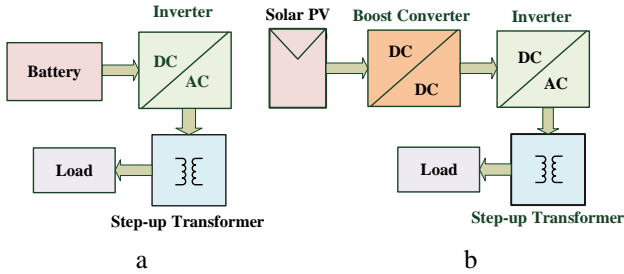 Inverter
Battery
DC
AC
Load
Step-up Transformer
a
Solar PV
Boost Converter
Inverter
DC
DC
DC
AC
Load
Step-up Transformer
b